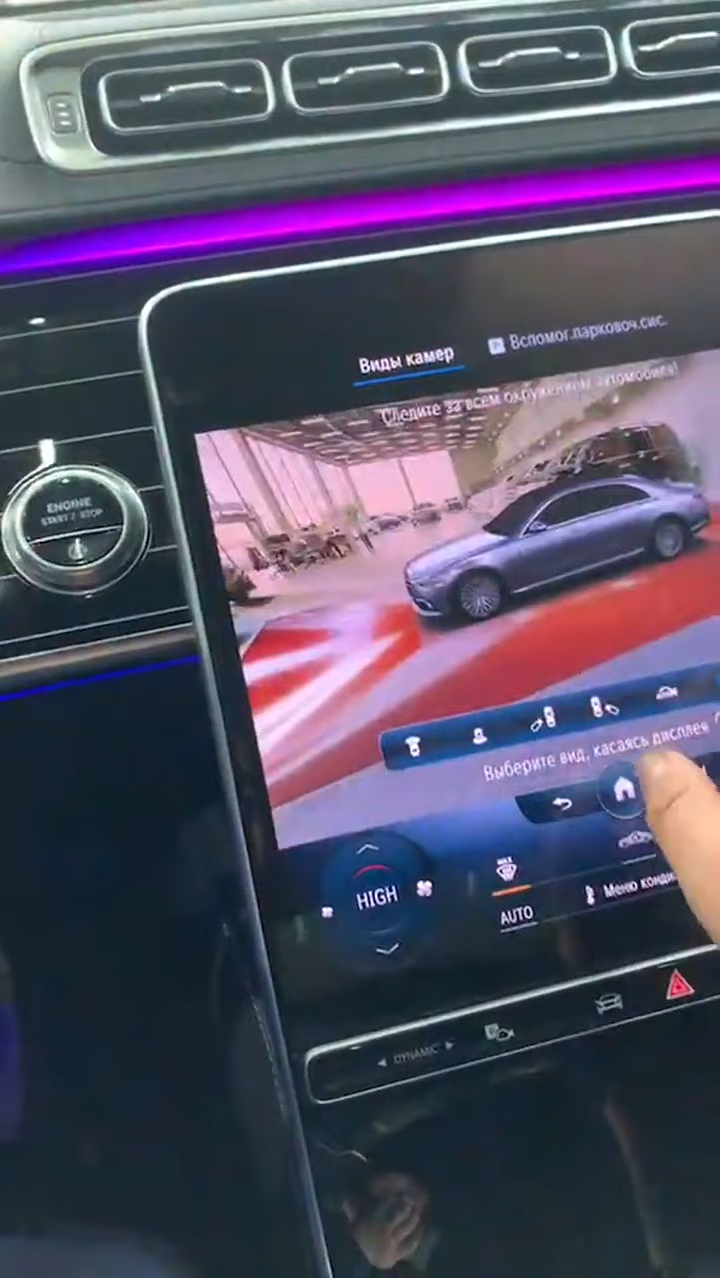 Виды камер
Вспомог.парковоч.сис.
Следите за всем окружением автомобиля!
ENGINE
START / STOP
Выберите вид, касаясь дисплея
HIGH
MAX
AUTO
Меню
DYNAMIC